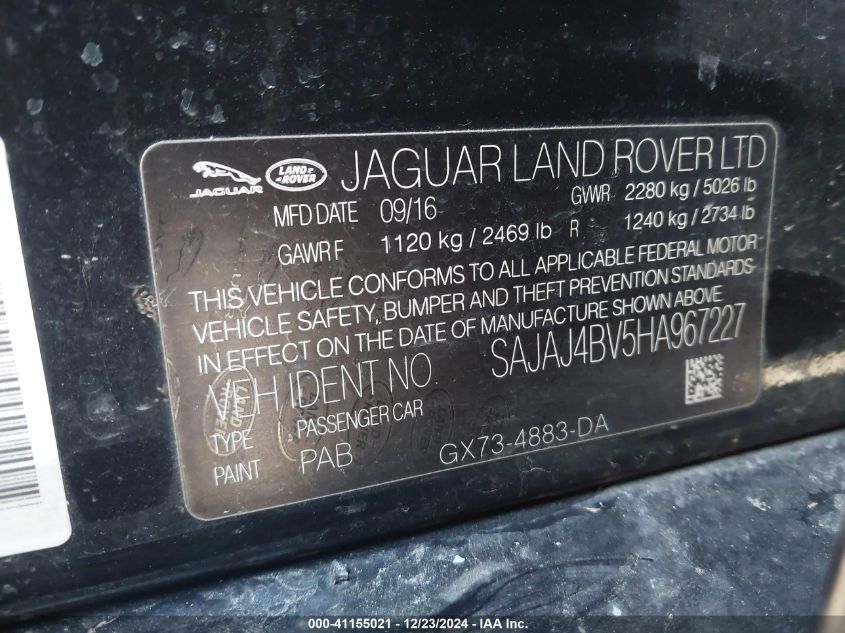 JAGUAR LAND ROVER JAGUAR LAND ROVER LTD
MFD DATE 09/16 GVWR 2280 kg / 5026 lb
GAWR F 1120 kg / 2469 lb R 1240 kg / 2734 lb
THIS VEHICLE CONFORMS TO ALL APPLICABLE FEDERAL MOTOR
VEHICLE SAFETY, BUMPER AND THEFT PREVENTION STANDARDS
IN EFFECT ON THE DATE OF MANUFACTURE SHOWN ABOVE
VEH IDENT NO. SAJAJ4BV5HA967227
TYPE PASSENGER CAR
PAINT PAB GX73-4883-DA
000-41155021 - 12/23/2024 - IAA Inc.